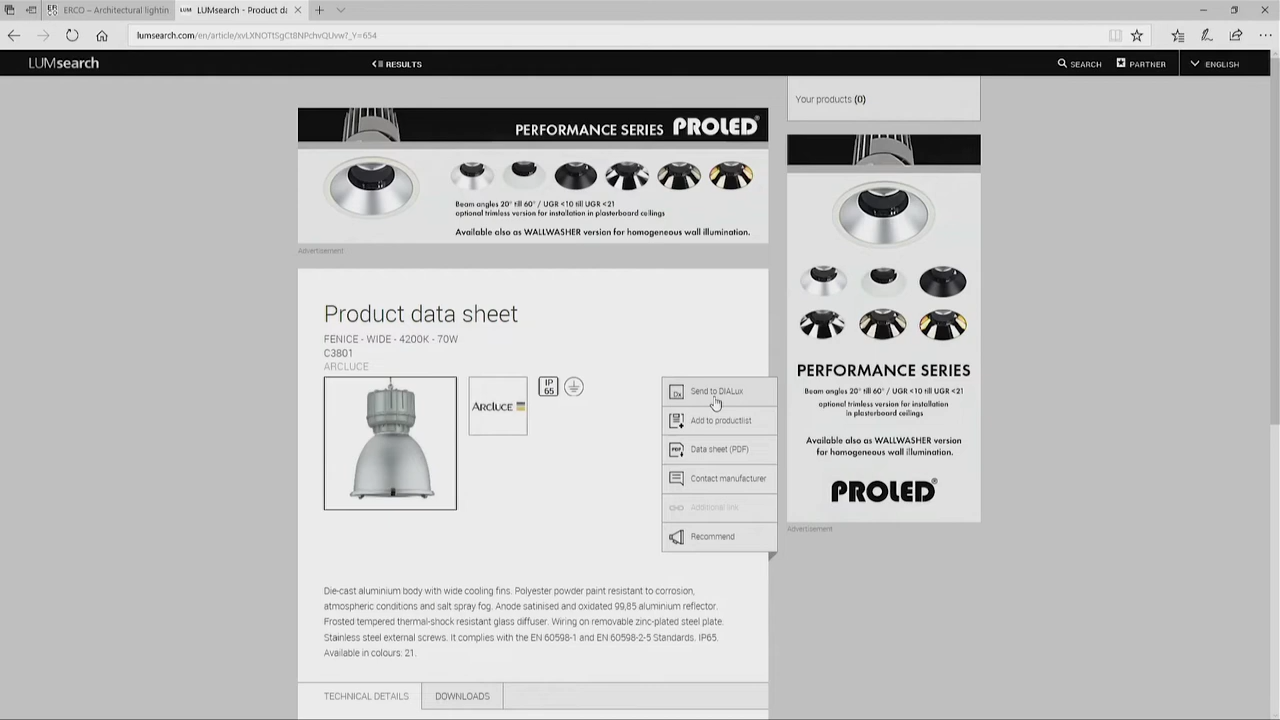 ERCO – Architectural lightin
LUM LUMsearch - Product da
lumsearch.com/en/article/xvLXNOTtSgCt8NPchvQUvw?_Y=654
LUMsearch
RESULTS
SEARCH
PARTNER
ENGLISH
Your products (0)
PERFORMANCE SERIES PROLED®
Beam angles 20° till 60° / UGR <10 till UGR <21
optional trimless version for installation in plasterboard ceilings
Available also as WALLWASHER version for homogeneous wall illumination.
Advertisement
Product data sheet
FENICE - WIDE - 4200K - 70W
C3801
ARCLUCE
ARCLUCE
IP
65
Dx Send to DIALux
Add to productlist
PDF Data sheet (PDF)
Contact manufacturer
Additional link
Recommend
Die-cast aluminium body with wide cooling fins. Polyester powder paint resistant to corrosion,
atmospheric conditions and salt spray fog. Anode satinised and oxidated 99,85 aluminium reflector.
Frosted tempered thermal-shock resistant glass diffuser. Wiring on removable zinc-plated steel plate.
Stainless steel external screws. It complies with the EN 60598-1 and EN 60598-2-5 Standards. IP65.
Available in colours: 21.
TECHNICAL DETAILS
DOWNLOADS
PERFORMANCE SERIES
Beam angles 20° till 60° / UGR <10 till UGR <21
optional trimless version for installation
in plasterboard ceilings
Available also as WALLWASHER version
for homogeneous wall illumination.
PROLED®
Advertisement